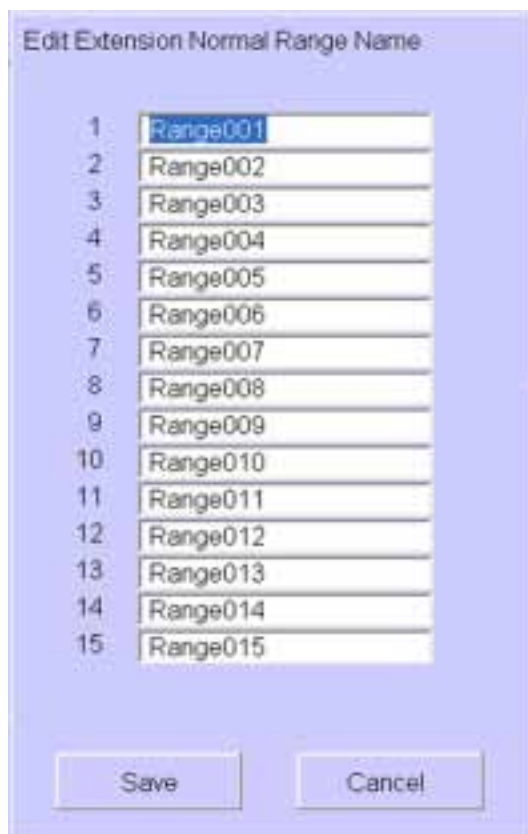 Edit Extension Normal Range Name
1 Range001
2 Range002
3 Range003
4 Range004
5 Range005
6 Range006
7 Range007
8 Range008
9 Range009
10 Range010
11 Range011
12 Range012
13 Range013
14 Range014
15 Range015
Save Cancel